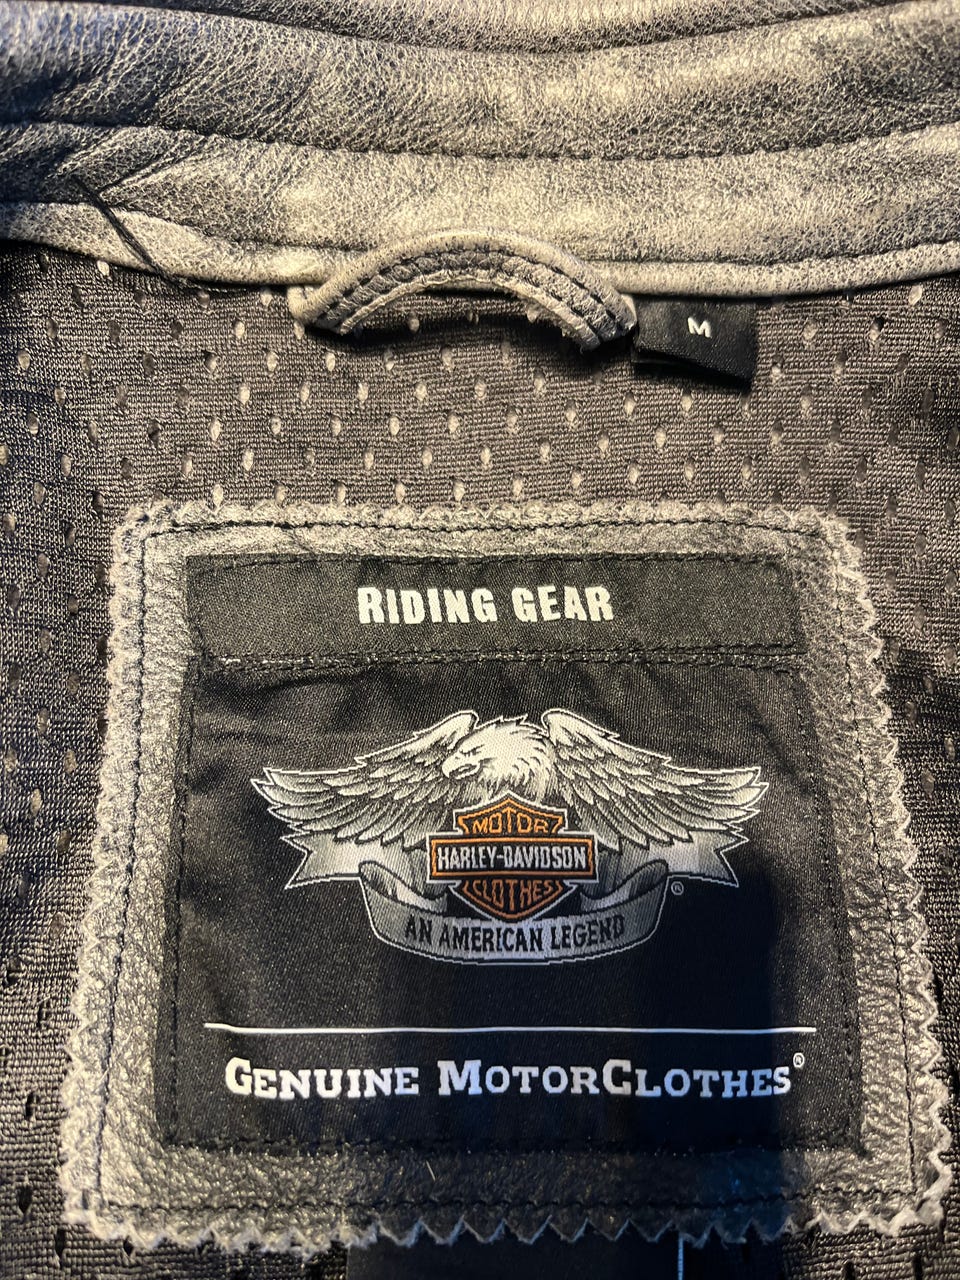 M
RIDING GEAR
MOTOR
HARLEY-DAVIDSON
CLOTHES
®
AN AMERICAN LEGEND
GENUINE MOTORCLOTHES®